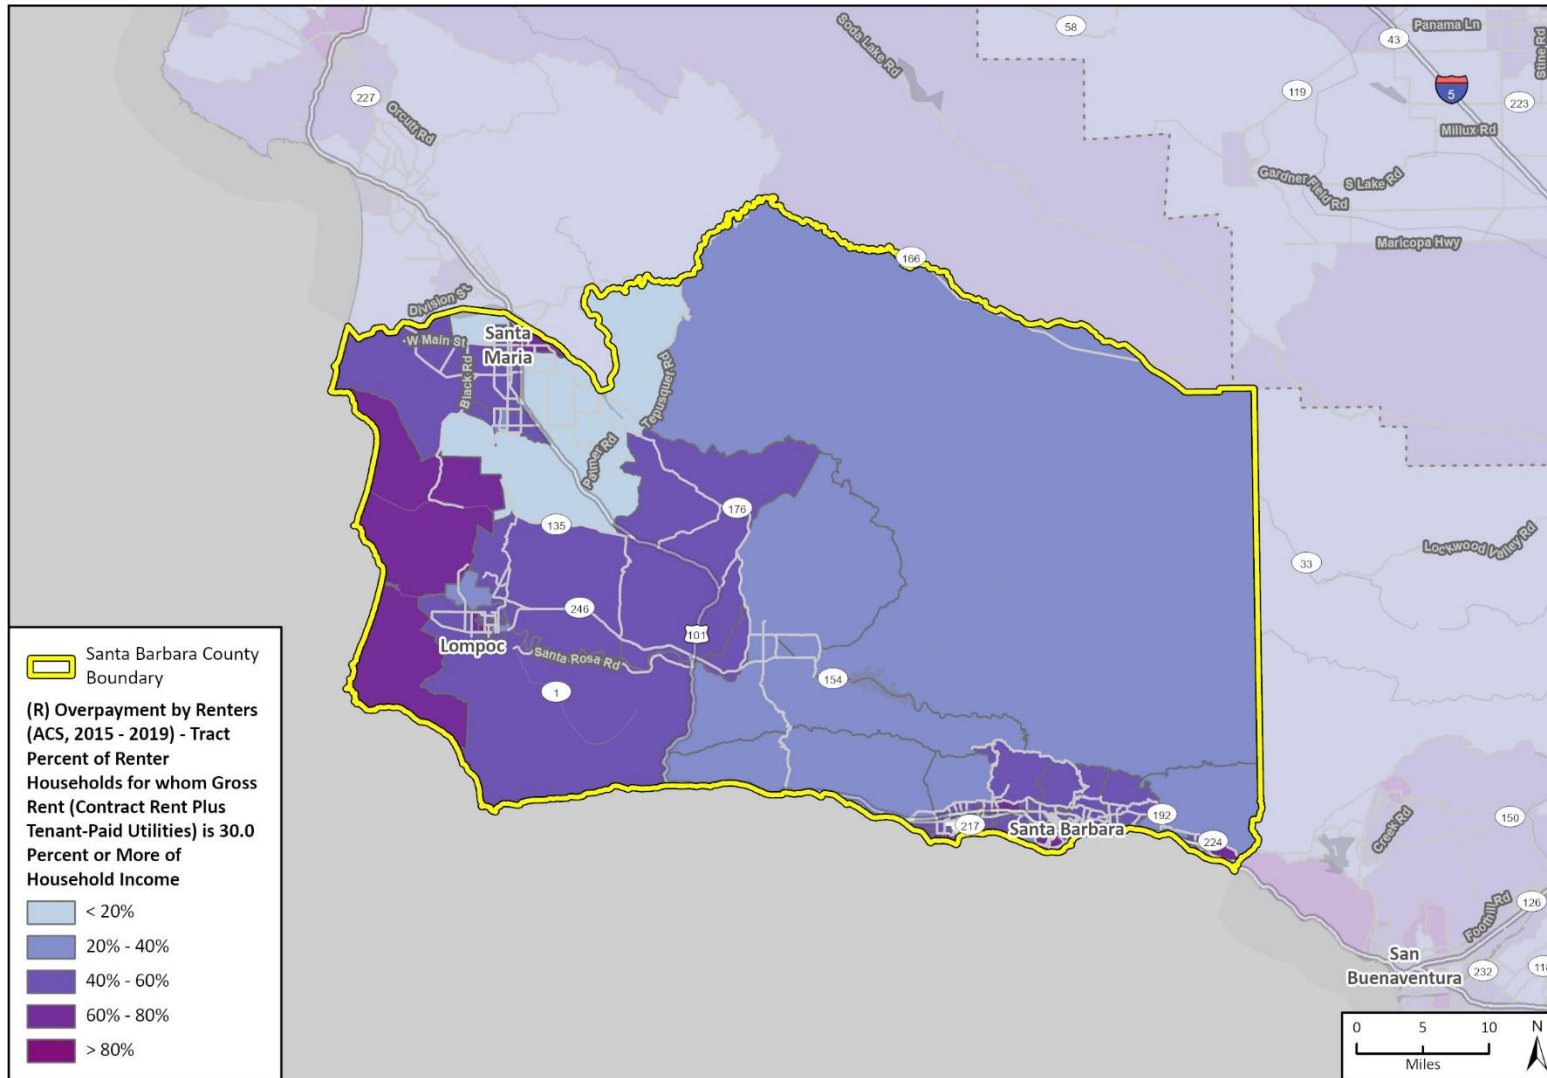 58
Panama Ln
43
Stine Rd
Soda Lake Rd
5
119
223
227
Orcutt Rd
Millux Rd
Gardner Field Rd
S Lake Rd
Maricopa Hwy
166
Division St
Santa
Maria
W Main St
Black Rd
Tepusquet Rd
Palmer Rd
176
135
Lockwood Valley Rd
33
246
101
Lompoc
Santa Rosa Rd
154
1
217
Santa Barbara
192
224
Creek Rd
150
126
Foothill Rd
San
Buenaventura
232
118
Santa Barbara County
Boundary
(R) Overpayment by Renters
(ACS, 2015 - 2019) - Tract
Percent of Renter
Households for whom Gross
Rent (Contract Rent Plus
Tenant-Paid Utilities) is 30.0
Percent or More of
Household Income
< 20%
20% - 40%
40% - 60%
60% - 80%
> 80%
0 5 10
Miles
N